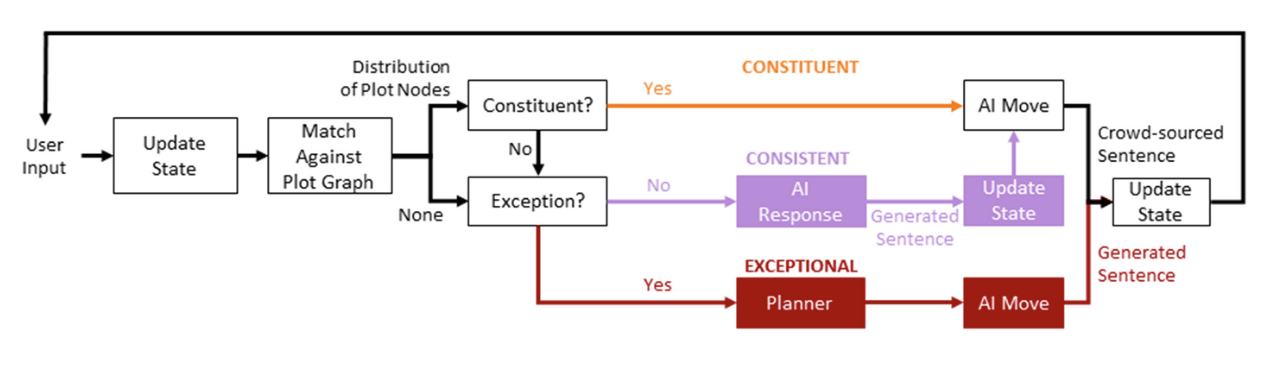 User
Input
Update
State
Match
Against
Plot Graph
Distribution
of Plot Nodes
None
Constituent?
No
Exception?
Yes
CONSTITUENT
No
CONSISTENT
AI
Response
Generated
Sentence
Update
State
AI Move
Yes
EXCEPTIONAL
Planner
AI Move
Crowd-sourced
Sentence
Update
State
Generated
Sentence